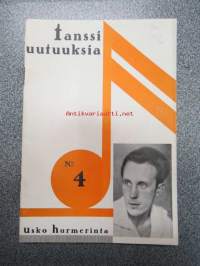 tanssi
uutuuksia
antikvariaatti.net
No
4
usko hurmerinta